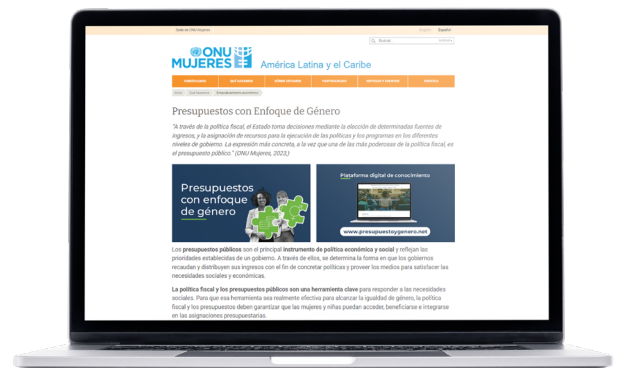 Sede de ONU Mujeres
English Español
Buscar
ONU
MUJERES
América Latina y el Caribe
Inicio Qué hacemos Empoderamiento económico
Presupuestos con Enfoque de Género
"A través de la política fiscal, el Estado toma decisiones mediante la elección de determinadas fuentes de
ingresos, y la asignación de recursos para la ejecución de las políticas y los programas en los diferentes
niveles de gobierno. La expresión más concreta, a la vez que una de las más poderosas de la política fiscal, es
el presupuesto público." (ONU Mujeres, 2023,)
Presupuestos
con enfoque
de género
Plataforma digital de conocimiento
www.presupuestoygenero.net
Los presupuestos públicos son el principal instrumento de política económica y social y reflejan las
prioridades establecidas de un gobierno. A través de ellos, se determina la forma en que los gobiernos
recaudan y distribuyen sus ingresos con el fin de concretar políticas y proveer los medios para satisfacer las
necesidades sociales y económicas.
La política fiscal y los presupuestos públicos son una herramienta clave para responder a las necesidades
sociales. Para que esa herramienta sea realmente efectiva para alcanzar la igualdad de género, la política
fiscal y los presupuestos deben garantizar que las mujeres y niñas puedan acceder, beneficiarse e integrarse
en las asignaciones presupuestarias.